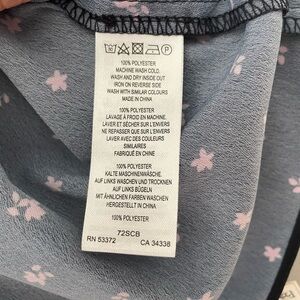 100% POLYESTER
MACHINE WASH COLD,
WASH AND DRY INSIDE OUT
IRON ON REVERSE SIDE
WASH WITH SIMILAR COLOURS
MADE IN CHINA
100% POLYESTER
LAVAGE À FROID EN MACHINE.
LAVER ET SÉCHER SUR L'ENVERS
NE REPASSER QUE SUR L'ENVERS
LAVER AVEC DES COULEURS
SIMILAIRES
FABRIQUÉ EN CHINE
100% POLYESTER
KALTE MASCHINENWÄSCHE,
AUF LINKS WASCHEN UND TROCKNEN
AUF LINKS BÜGELN
MIT ÄHNLICHEN FARBEN WASCHEN
HERGESTELLT IN CHINA
100% POLYESTER
72SCB
RN 53372 CA 34338